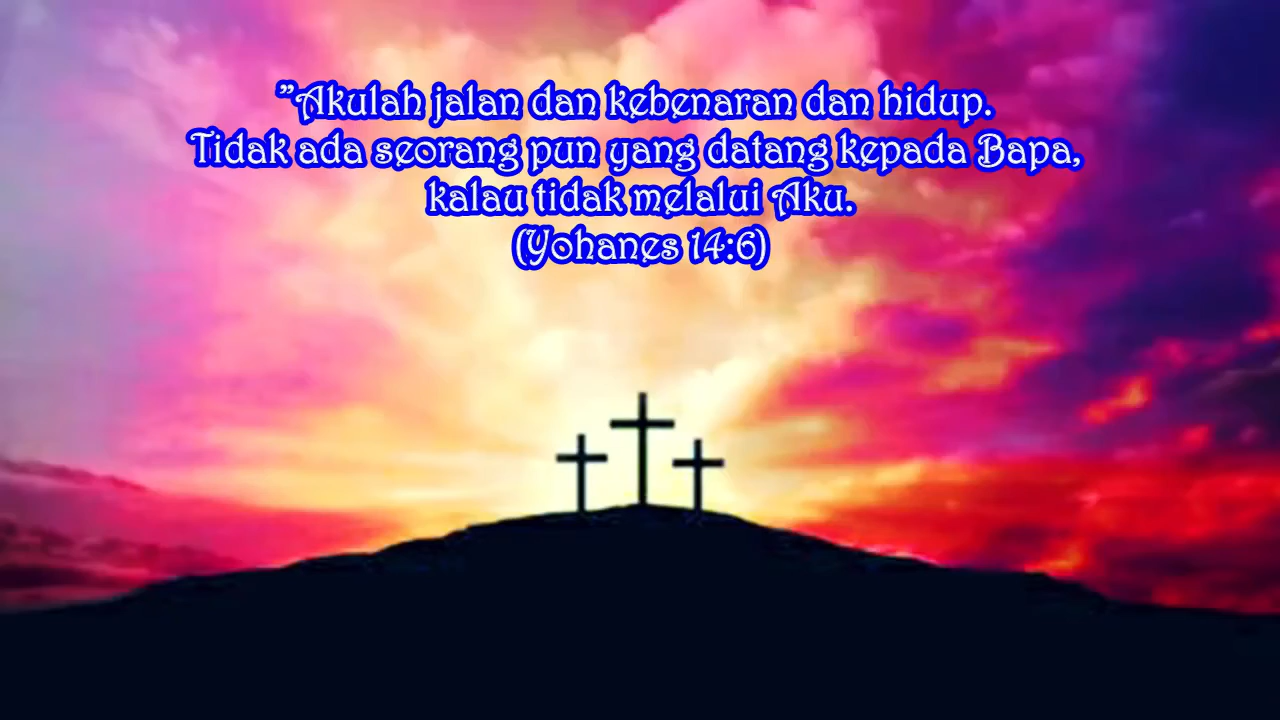 ”Akulah jalan dan kebenaran dan hidup.
Tidak ada seorang pun yang datang kepada Bapa,
kalau tidak melalui Aku.
(Yohanes 14:6)